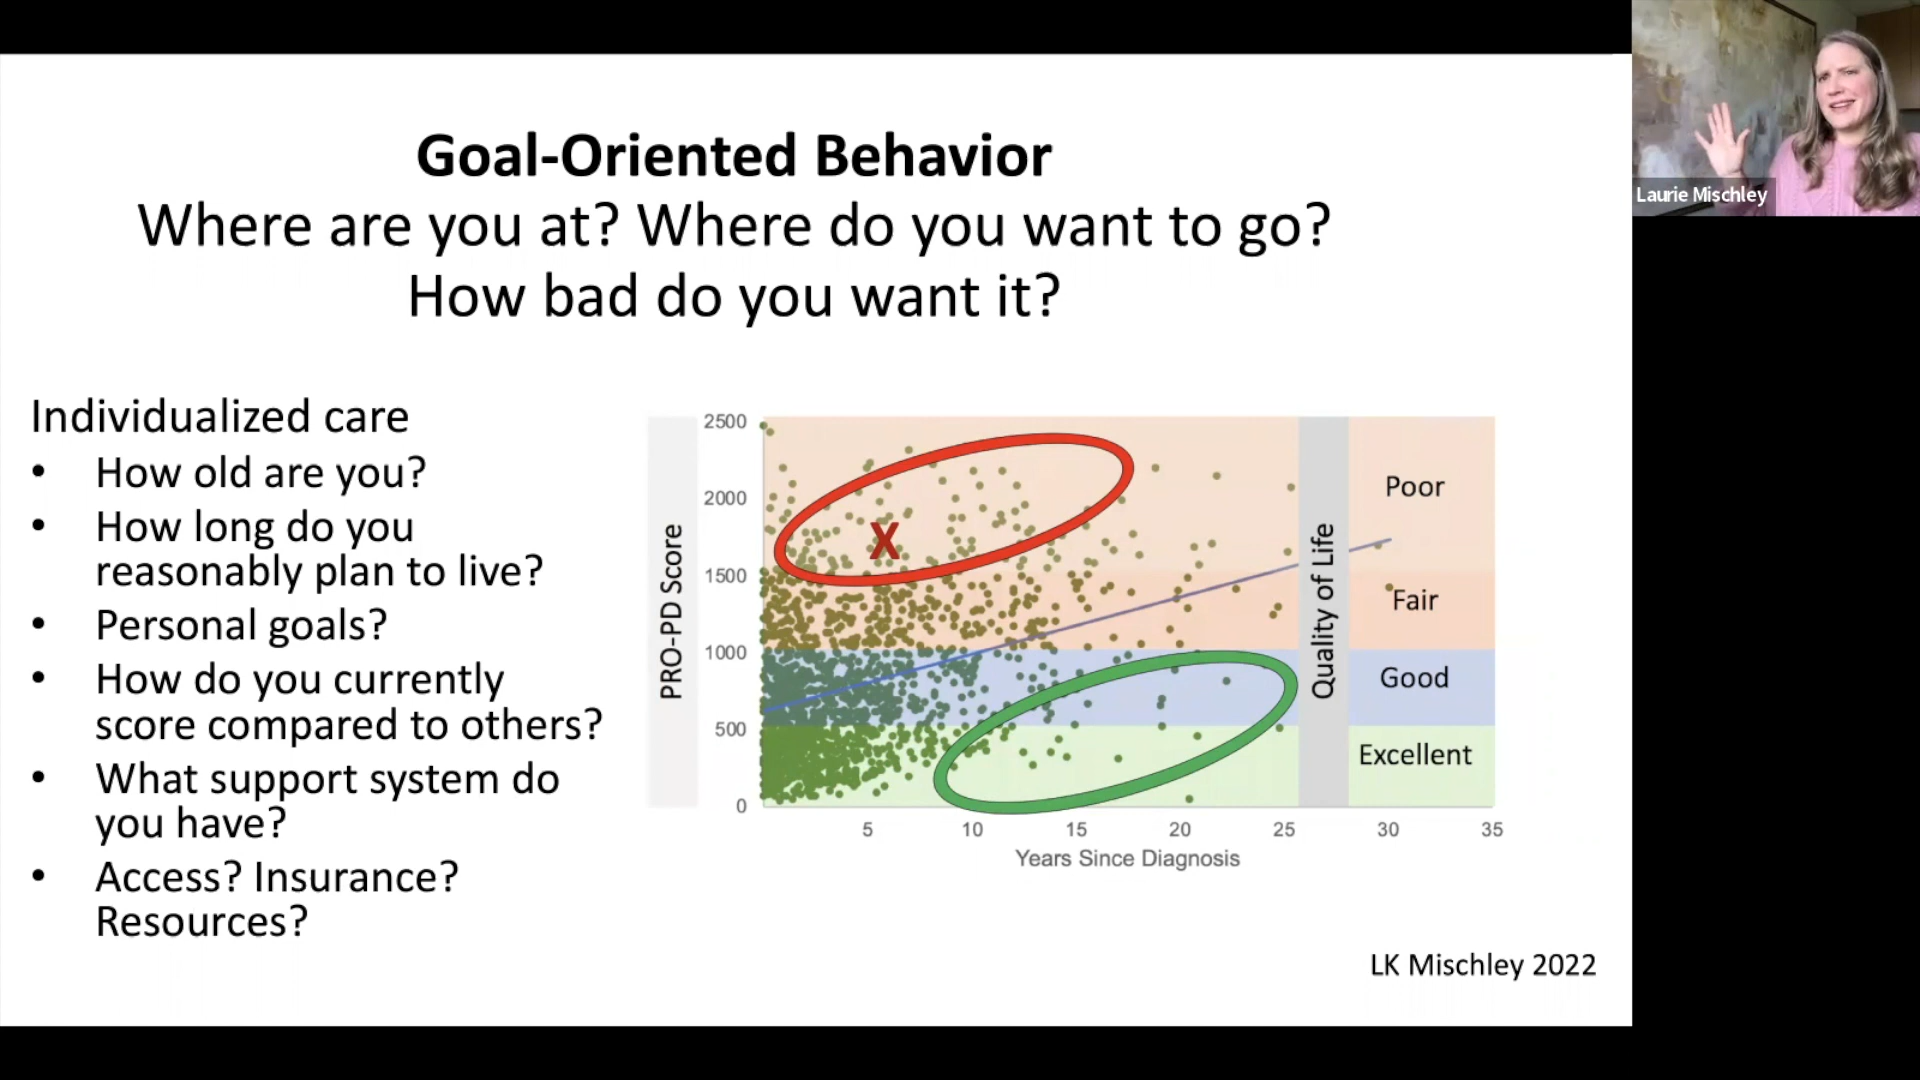 Goal-Oriented Behavior
Where are you at? Where do you want to go?
How bad do you want it?
Laurie Mischley
Individualized care
• How old are you?
• How long do you
reasonably plan to live?
• Personal goals?
• How do you currently
score compared to others?
• What support system do
you have?
• Access? Insurance?
Resources?
PRO-PD Score
2500
2000
1500
1000
500
0
X
5 10 15 20 25 30 35
Years Since Diagnosis
Quality of Life
Poor
Fair
Good
Excellent
LK Mischley 2022